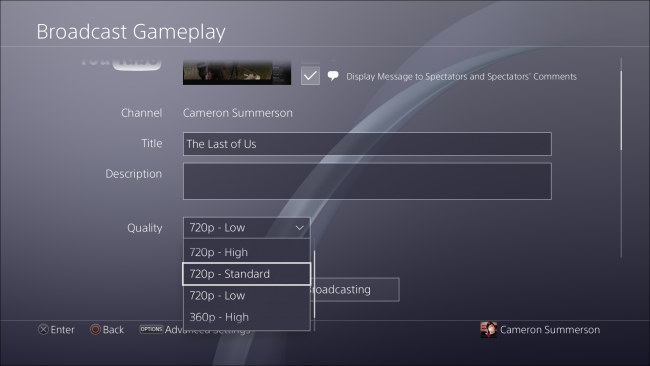 Broadcast Gameplay
YouTube
Display Message to Spectators and Spectators' Comments
Channel Cameron Summerson
Title The Last of Us
Description
Quality 720p - Low
720p - High
720p - Standard
720p - Low
360p - High
roadcasting
Enter Back OPTIONS Advanced Settings Cameron Summerson